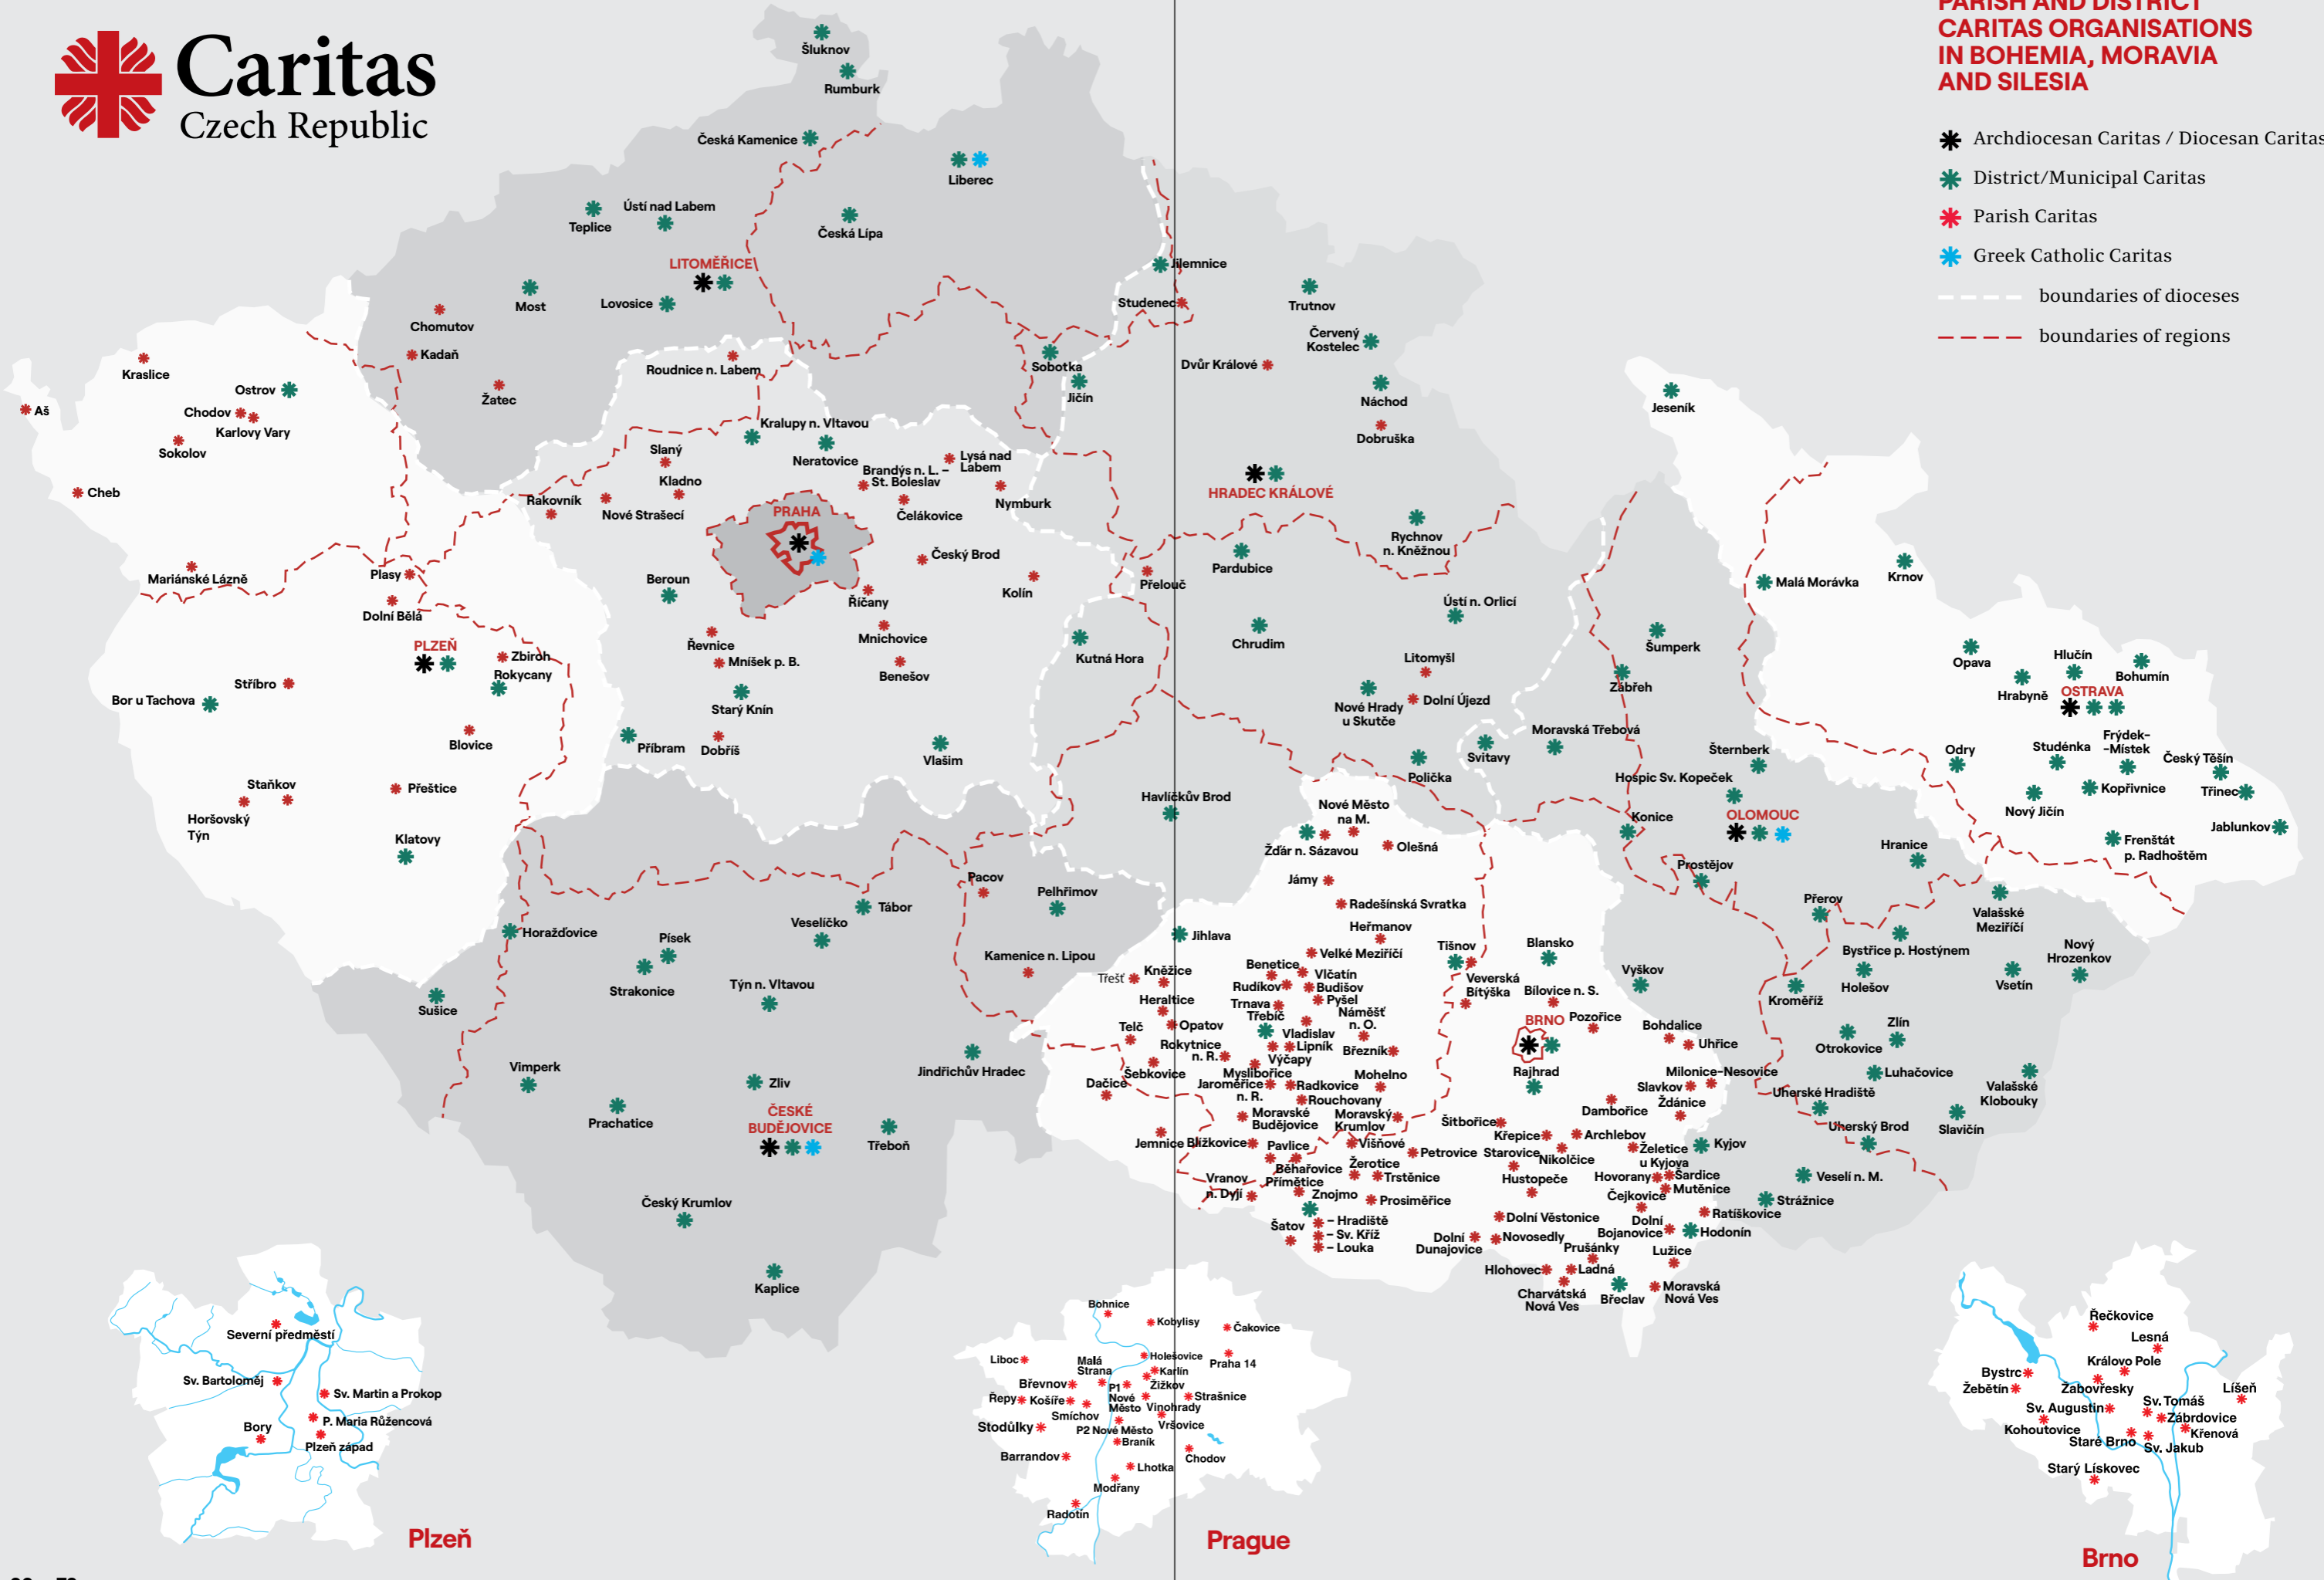 Caritas
Czech Republic
CARITAS ORGANISATIONS
IN BOHEMIA, MORAVIA
AND SILESIA
Archdiocesan Caritas / Diocesan Caritas
District/Municipal Caritas
Parish Caritas
Greek Catholic Caritas
boundaries of dioceses
boundaries of regions
Šluknov
Rumburk
Česká Kamenice
Liberec
Teplice
Ústí nad Labem
Česká Lípa
LITOMĚŘICE
Most
Lovosice
Chomutov
Kadaň
Žatec
Roudnice n. Labem
Jilemnice
Studenec
Trutnov
Červený
Kostelec
Dvůr Králové
Sobotka
Jičín
Náchod
Dobruška
HRADEC KRÁLOVÉ
Rychnov
n. Kněžnou
Kraslice
Ostrov
Aš
Chodov
Karlovy Vary
Sokolov
Cheb
Mariánské Lázně
Kralupy n. Vltavou
Neratovice
Slaný
Kladno
Brandýs n. L. –
St. Boleslav
Lysá nad
Labem
Nymburk
Čelákovice
Rakovník
Nové Strašecí
PRAHA
Český Brod
Kolín
Beroun
Říčany
Mnichovice
Řevnice
Mníšek p. B.
Benešov
Starý Knín
Příbram
Dobříš
Vlašim
Kutná Hora
Plasy
Dolní Bělá
PLZEŇ
Zbiroh
Rokycany
Stříbro
Bor u Tachova
Blovice
Staňkov
Přeštice
Horšovský
Týn
Klatovy
Přelouč
Pardubice
Chrudim
Ústí n. Orlicí
Litomyšl
Dolní Újezd
Nové Hrady
u Skutče
Svitavy
Moravská Třebová
Polička
Havlíčkův Brod
Jeseník
Malá Morávka
Krnov
Šumperk
Zábřeh
Opava
Hlučín
Bohumín
Hrabyně
OSTRAVA
Odry
Studénka
Frýdek-
-Místek
Český Těšín
Kopřivnice
Třinec
Nový Jičín
Jablunkov
Frenštát
p. Radhoštěm
Šternberk
Hospic Sv. Kopeček
OLOMOUC
Konice
Prostějov
Hranice
Přerov
Valašské
Meziříčí
Bystřice p. Hostýnem
Nový
Hrozenkov
Holešov
Vsetín
Kroměříž
Zlín
Otrokovice
Luhačovice
Valašské
Klobouky
Uherské Hradiště
Slavičín
Uherský Brod
Veselí n. M.
Strážnice
Horažďovice
Sušice
Písek
Strakonice
Veselíčko
Tábor
Týn n. Vltavou
Vimperk
Prachatice
Zliv
ČESKÉ
BUDĚJOVICE
Třeboň
Jindřichův Hradec
Český Krumlov
Kaplice
Pacov
Pelhřimov
Kamenice n. Lipou
Jihlava
Nové Město
na M.
Žďár n. Sázavou
Olešná
Jámy
Radešínská Svratka
Heřmanov
Velké Meziříčí
Třešť
Kněžice
Benetice
Vlčatín
Rudíkov
Budišov
Heraltice
Trnava
Pyšel
Třebíč
Náměšť
n. O.
Telč
Opatov
Vladislav
Rokytnice
n. R.
Lipník
Výčapy
Březník
Šebkovice
Myslibořice
Mohelno
Dačice
Jaroměřice
n. R.
Radkovice
Rouchovany
Moravské
Budějovice
Moravský
Krumlov
Jemnice
Blížkovice
Pavlice
Višňové
Petrovice
Běhařovice
Žerotice
Trstěnice
Přímětice
Vranov
n. Dyjí
Znojmo
Prosiměřice
Šatov
– Hradiště
– Sv. Kříž
– Louka
Tišnov
Veverská
Bítýška
Blansko
Vyškov
Bílovice n. S.
Pozořice
BRNO
Rajhrad
Bohdalice
Uhřice
Milonice-Nesovice
Slavkov
Ždánice
Dambořice
Šitbořice
Křepice
Archlebov
Starovice
Nikolčice
Želetice
u Kyjova
Kyjov
Hovorany
Šardice
Hustopeče
Mutěnice
Čejkovice
Ratíškovice
Dolní Věstonice
Dolní
Bojanovice
Hodonín
Dolní
Dunajovice
Novosedly
Prušánky
Lužice
Hlohovec
Ladná
Charvátská
Nová Ves
Břeclav
Moravská
Nová Ves
Severní předměstí
Sv. Bartoloměj
Sv. Martin a Prokop
P. Maria Růžencová
Bory
Plzeň západ
Plzeň
Bohnice
Kobylisy
Čakovice
Liboc
Malá
Strana
Holešovice
Karlín
Praha 14
Břevnov
P1
Nové
Město
Žižkov
Strašnice
Řepy
Košíře
Smíchov
Vinohrady
Stodůlky
P2 Nové Město
Vršovice
Braník
Barrandov
Lhotka
Chodov
Modřany
Radotín
Prague
Řečkovice
Lesná
Bystrc
Královo Pole
Žebětín
Žabovřesky
Líšeň
Sv. Augustin
Sv. Tomáš
Zábrdovice
Kohoutovice
Křenová
Staré Brno
Sv. Jakub
Starý Lískovec
Brno